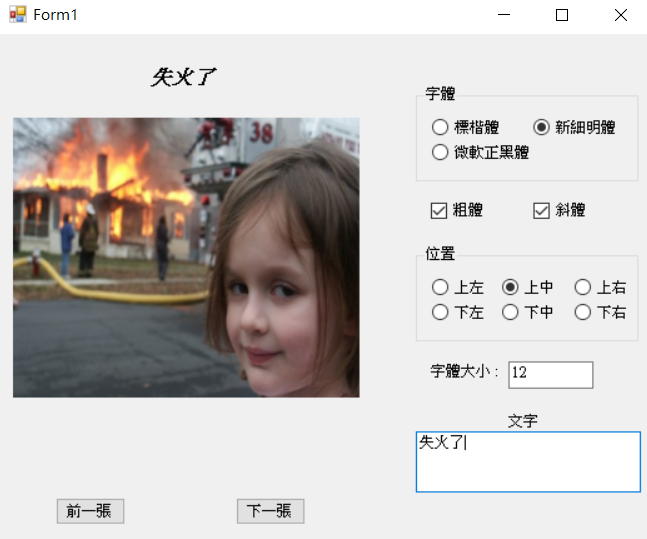 Form1
失火了
38
字體
標楷體 新細明體
微軟正黑體
粗體 斜體
位置
上左 上中 上右
下左 下中 下右
字體大小： 12
文字
失火了
前一張 下一張